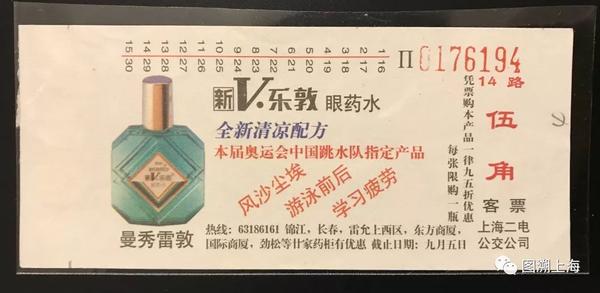 15 14 13 12 11 10 9 8 7 6 5 4 3 2 1
30 29 28 27 26 25 24 23 22 21 20 19 18 17 16
Π0176194
新V.乐敦 眼药水
全新清凉配方
本届奥运会中国跳水队指定产品
风沙尘埃
游泳前后
学习疲劳
曼秀雷敦
热线：63186161 锦江，长春，雷允上西区，东方商厦，
国际商厦，劲松等廿家药柜有优惠 截止日期：九月五日
凭票购本产品一律九五折优惠
每张限购一瓶
14 路
伍角
客票
上海二电
公交公司
图溯上海